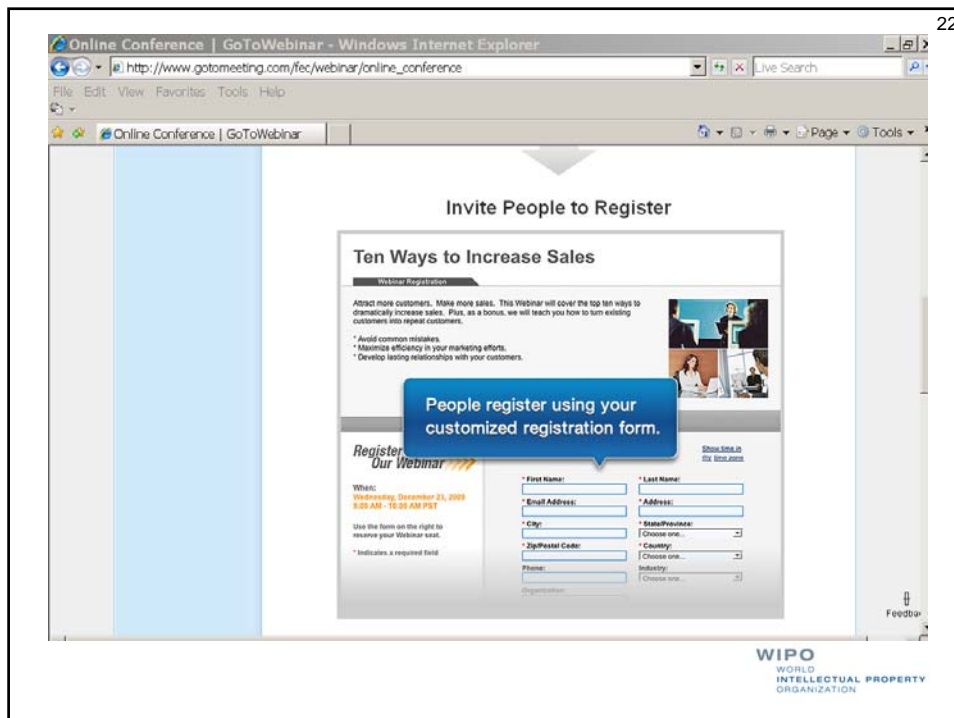 22
Online Conference | GoToWebinar - Windows Internet Explorer
http://www.gotomeeting.com/fec/webinar/online_conference
Live Search
File Edit View Favorites Tools Help
Online Conference | GoToWebinar
Page
Tools
Invite People to Register
Ten Ways to Increase Sales
Webinar Registration
Attract more customers. Make more sales. This Webinar will cover the top ten ways to
dramatically increase sales. Plus, as a bonus, we will teach you how to turn existing
customers into repeat customers.
* Avoid common mistakes.
* Maximize efficiency in your marketing efforts.
* Develop lasting relationships with your customers.
People register using your
customized registration form.
Register
Our Webinar
Show time in
my time zone
When:
Wednesday, December 23, 2009
9:00 AM - 10:00 AM PST
Use the form on the right to
reserve your Webinar seat.
* Indicates a required field
* First Name:
* Last Name:
* Email Address:
* Address:
* City:
* State/Province:
Choose one...
* Zip/Postal Code:
* Country:
Choose one...
Phone:
Industry:
Choose one...
Organization:
Feedba
WIPO
WORLD
INTELLECTUAL PROPERTY
ORGANIZATION